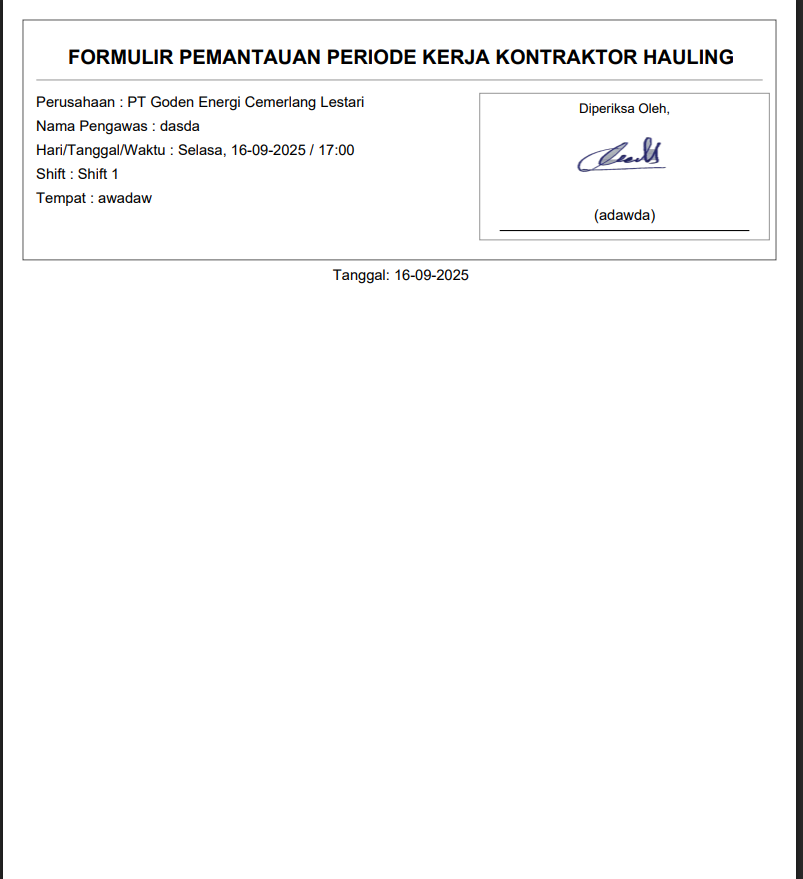 FORMULIR PEMANTAUAN PERIODE KERJA KONTRAKTOR HAULING
Perusahaan : PT Goden Energi Cemerlang Lestari
Nama Pengawas : dasda
Hari/Tanggal/Waktu : Selasa, 16-09-2025 / 17:00
Shift : Shift 1
Tempat : awadaw
Diperiksa Oleh,
(adawda)
Tanggal: 16-09-2025